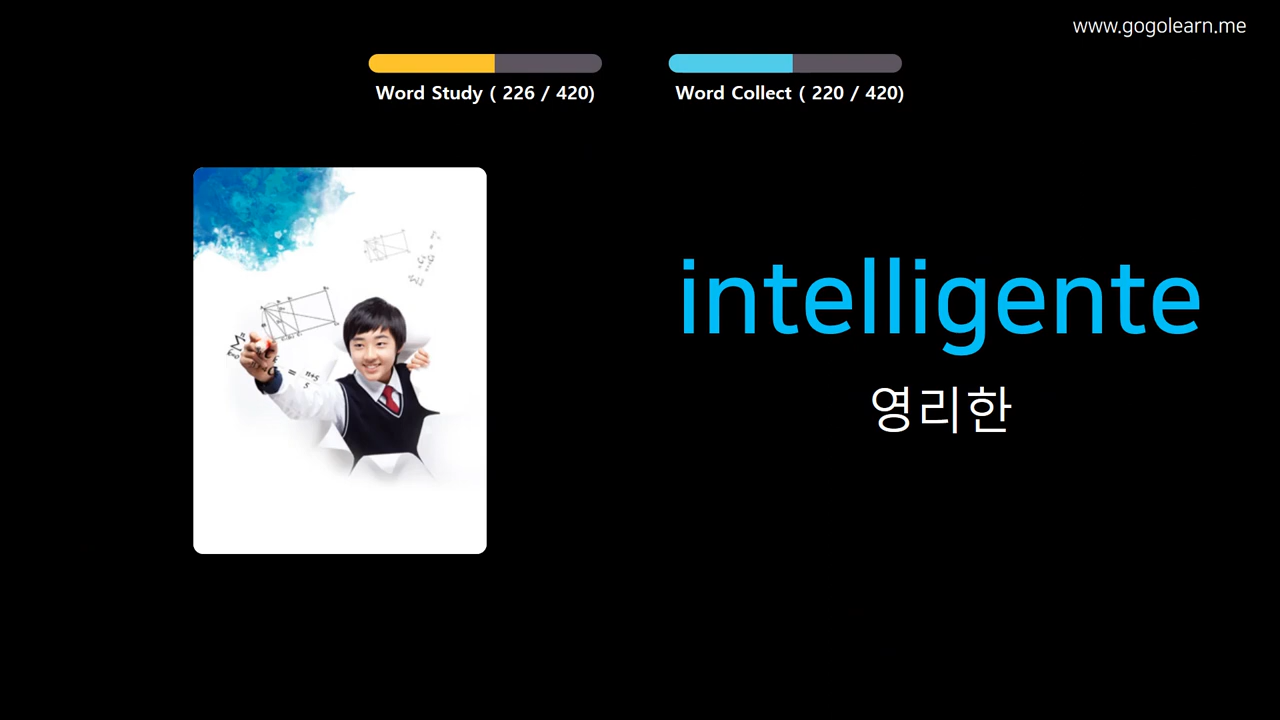 www.gogolearn.me
Word Study ( 226 / 420)
Word Collect ( 220 / 420)
intelligente
영리한